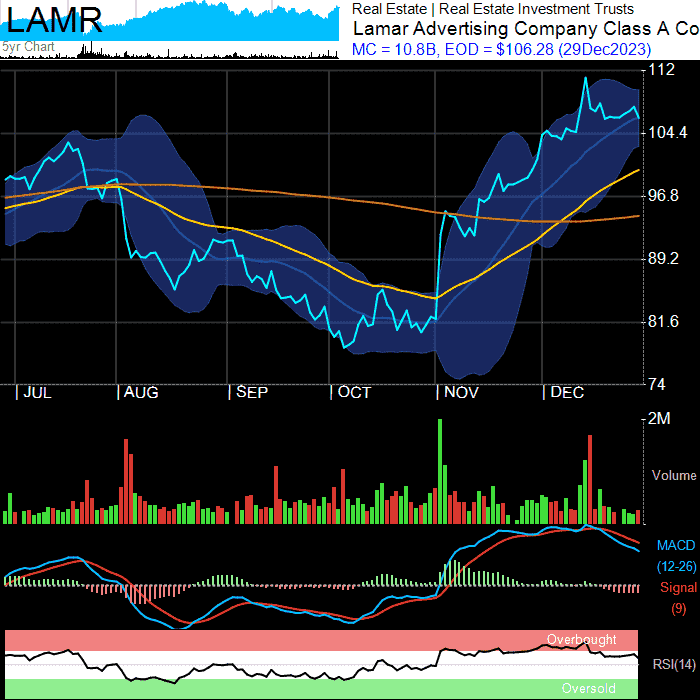 LAMR
5yr Chart
Real Estate | Real Estate Investment Trusts
Lamar Advertising Company Class A Co
MC = 10.8B, EOD = $106.28 (29Dec2023)
112
104.4
96.8
89.2
81.6
74
| JUL | AUG | SEP | OCT | NOV | DEC
2M
Volume
MACD
(12-26)
Signal
(9)
Overbought
RSI(14)
Oversold